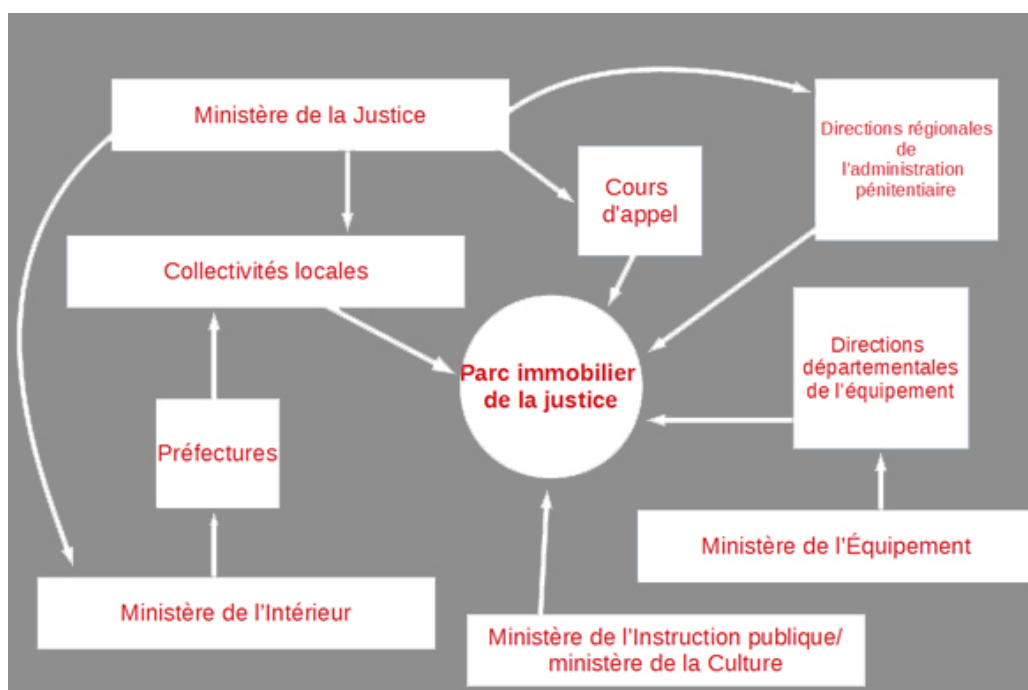 Ministère de la Justice
Directions régionales
de
l'administration
pénitentiaire
Cours
d'appel
Collectivités locales
Parc immobilier
de la justice
Directions
départementales
de l'équipement
Préfectures
Ministère de l'Équipement
Ministère de l'Intérieur
Ministère de l'Instruction publique/
ministère de la Culture